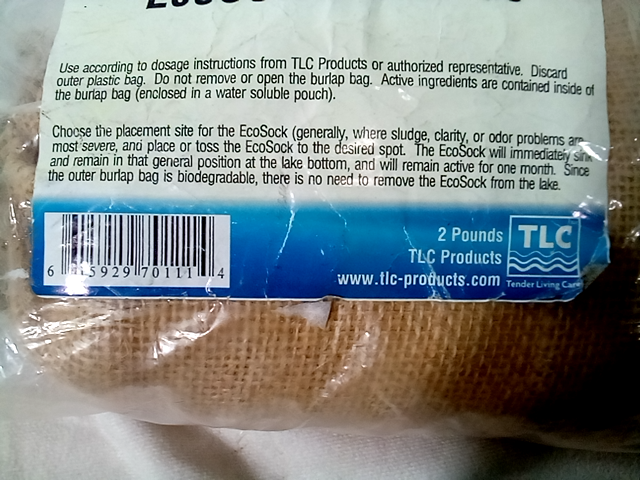 Use according to dosage instructions from TLC Products or authorized representative. Discard
outer plastic bag. Do not remove or open the burlap bag. Active ingredients are contained inside of
the burlap bag (enclosed in a water soluble pouch).
Choose the placement site for the EcoSock (generally, where sludge, clarity, or odor problems are
most severe, and place or toss the EcoSock to the desired spot. The EcoSock will immediately sink
and remain in that general position at the lake bottom, and will remain active for one month. Since
the outer burlap bag is biodegradable, there is no need to remove the EcoSock from the lake.
6 15929 70111 4
2 Pounds
TLC Products
www.tlc-products.com
TLC
Tender Living Care